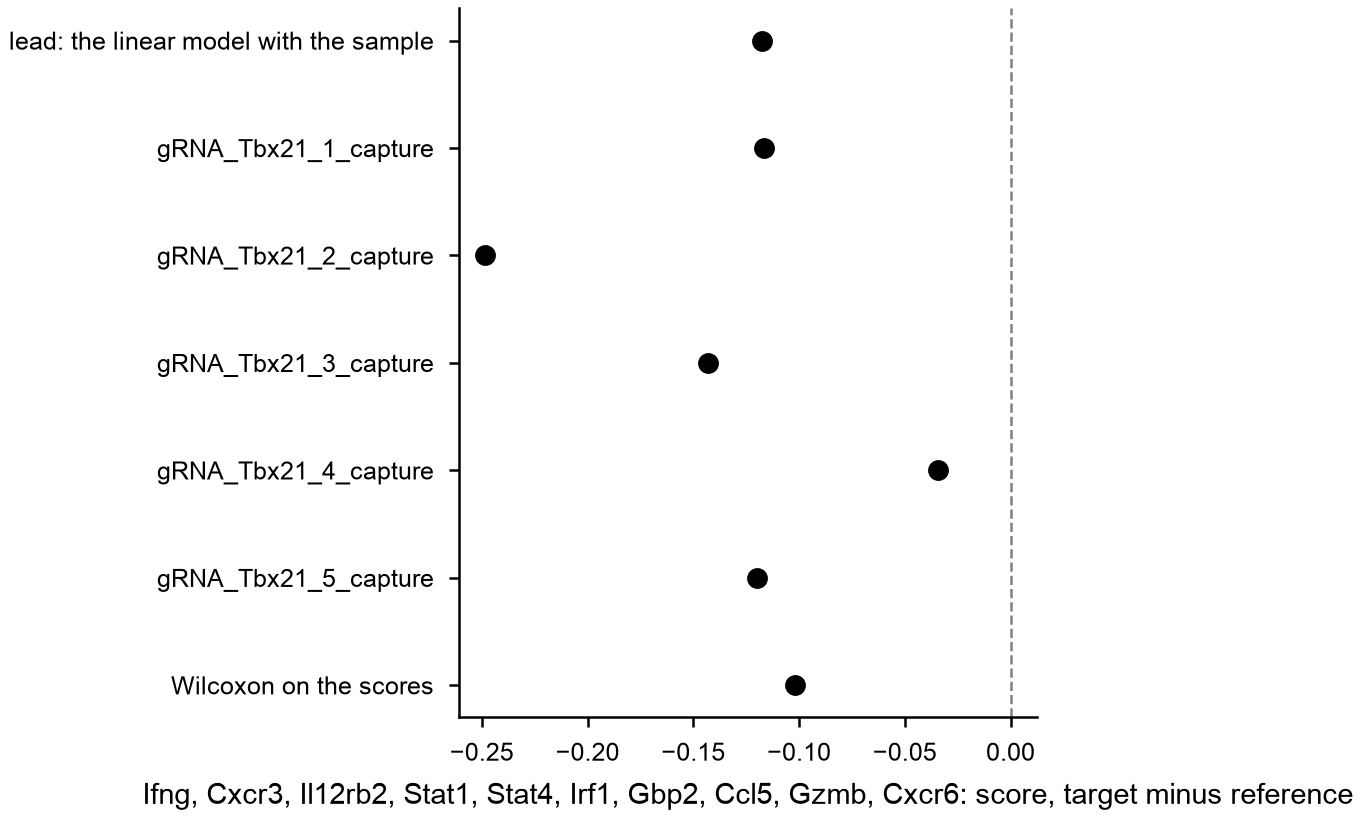 lead: the linear model with the sample
gRNA_Tbx21_1_capture
gRNA_Tbx21_2_capture
gRNA_Tbx21_3_capture
gRNA_Tbx21_4_capture
gRNA_Tbx21_5_capture
Wilcoxon on the scores
−0.25 −0.20 −0.15 −0.10 −0.05 0.00
Ifng, Cxcr3, Il12rb2, Stat1, Stat4, Irf1, Gbp2, Ccl5, Gzmb, Cxcr6: score, target minus reference